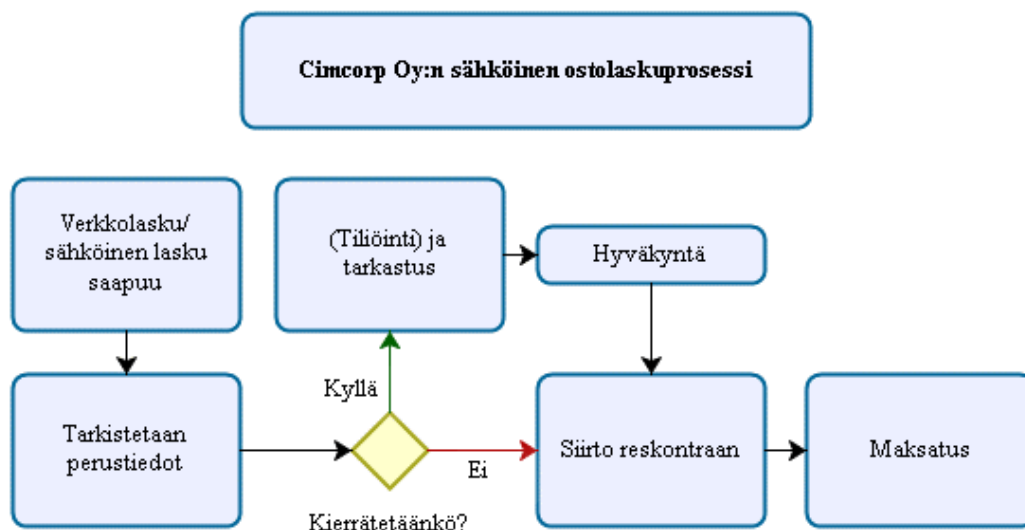 Cimcorp Oy:n sähköinen ostolaskuprosessi
Verkkolasku/
sähköinen lasku
saapuu
(Tiliöinti) ja
tarkastus
Hyväkyntä
Kyllä
Tarkistetaan
perustiedot
Ei
Siirto reskontraan
Maksatus
Kierrätetäänkö?